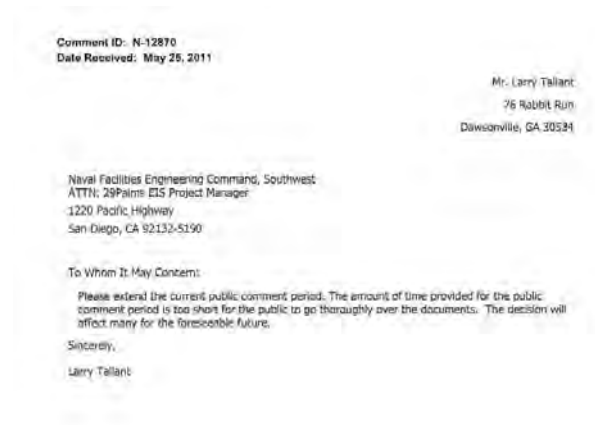 Comment ID: N-12870
Date Received: May 25, 2011
Mr. Larry Tallant
76 Rabbit Run
Dawsonville, GA 30534
Naval Facilities Engineering Command, Southwest
ATTN: 29Palms EIS Project Manager
1220 Pacific Highway
San Diego, CA 92132-5190
To Whom It May Concern:
Please extend the current public comment period. The amount of time provided for the public
comment period is too short for the public to go thoroughly over the documents. The decision will
affect many for the foreseeable future.
Sincerely,
Larry Tallant